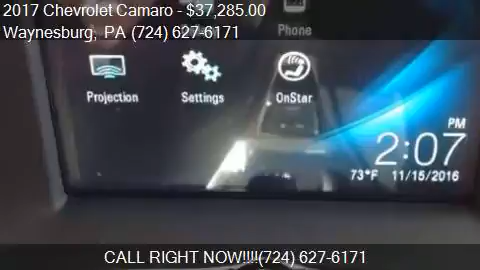 2017 Chevrolet Camaro - $37,285.00
Waynesburg, PA (724) 627-6171
Phone
Projection
Settings
OnStar
PM
2:07
73°F 11/15/2016
CALL RIGHT NOW!!!!(724) 627-6171